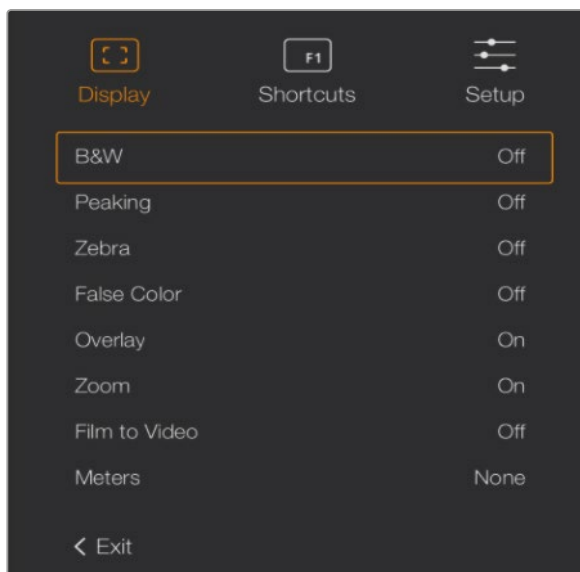 F1
Display Shortcuts Setup
B&W Off
Peaking Off
Zebra Off
False Color Off
Overlay On
Zoom On
Film to Video Off
Meters None
Exit